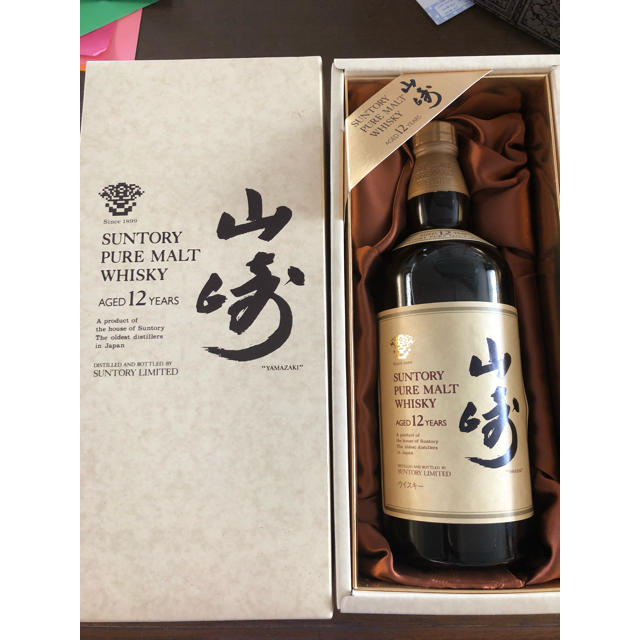 Since 1899
SUNTORY
PURE MALT
WHISKY
AGED 12 YEARS
A product of
the house of Suntory
The oldest distillers
in Japan
DISTILLED AND BOTTLED BY
SUNTORY LIMITED
山崎
"YAMAZAKI"
SUNTORY
PURE MALT
WHISKY
AGED 12 YEARS
山崎
AGED 12
SUNTORY
PURE MALT
WHISKY
AGED 12 YEARS
A product of
the house of Suntory
The oldest distillers
in Japan
DISTILLED AND BOTTLED BY
SUNTORY LIMITED
ウイスキー
山崎
"YAMAZAKI"